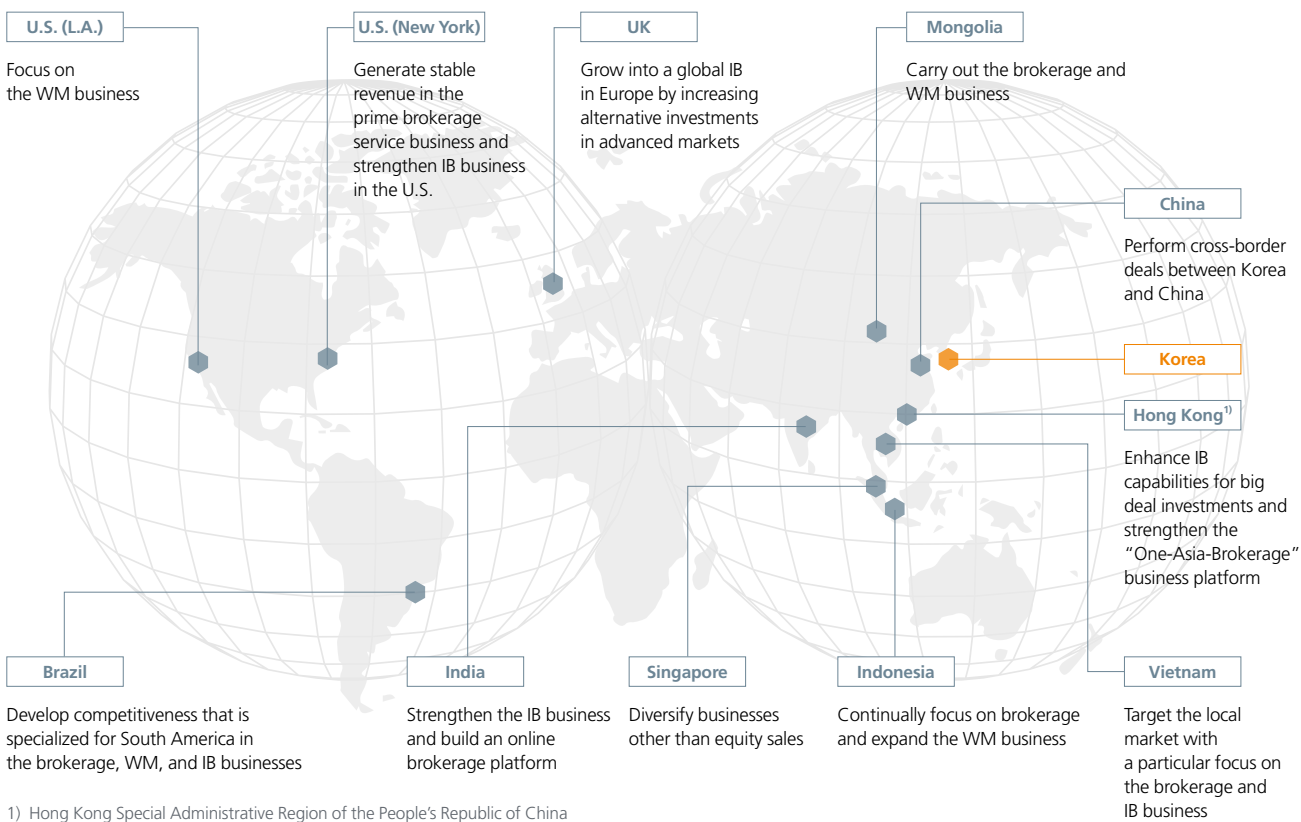 U.S. (L.A.)
Focus on
the WM business
U.S. (New York)
Generate stable
revenue in the
prime brokerage
service business and
strengthen IB business
in the U.S.
UK
Grow into a global IB
in Europe by increasing
alternative investments
in advanced markets
Mongolia
Carry out the brokerage and
WM business
China
Perform cross-border
deals between Korea
and China
Korea
Hong Kong1)
Enhance IB
capabilities for big
deal investments and
strengthen the
“One-Asia-Brokerage”
business platform
Brazil
Develop competitiveness that is
specialized for South America in
the brokerage, WM, and IB businesses
India
Strengthen the IB business
and build an online
brokerage platform
Singapore
Diversify businesses
other than equity sales
Indonesia
Continually focus on brokerage
and expand the WM business
Vietnam
Target the local
market with
a particular focus on
the brokerage and
IB business
1) Hong Kong Special Administrative Region of the People’s Republic of China